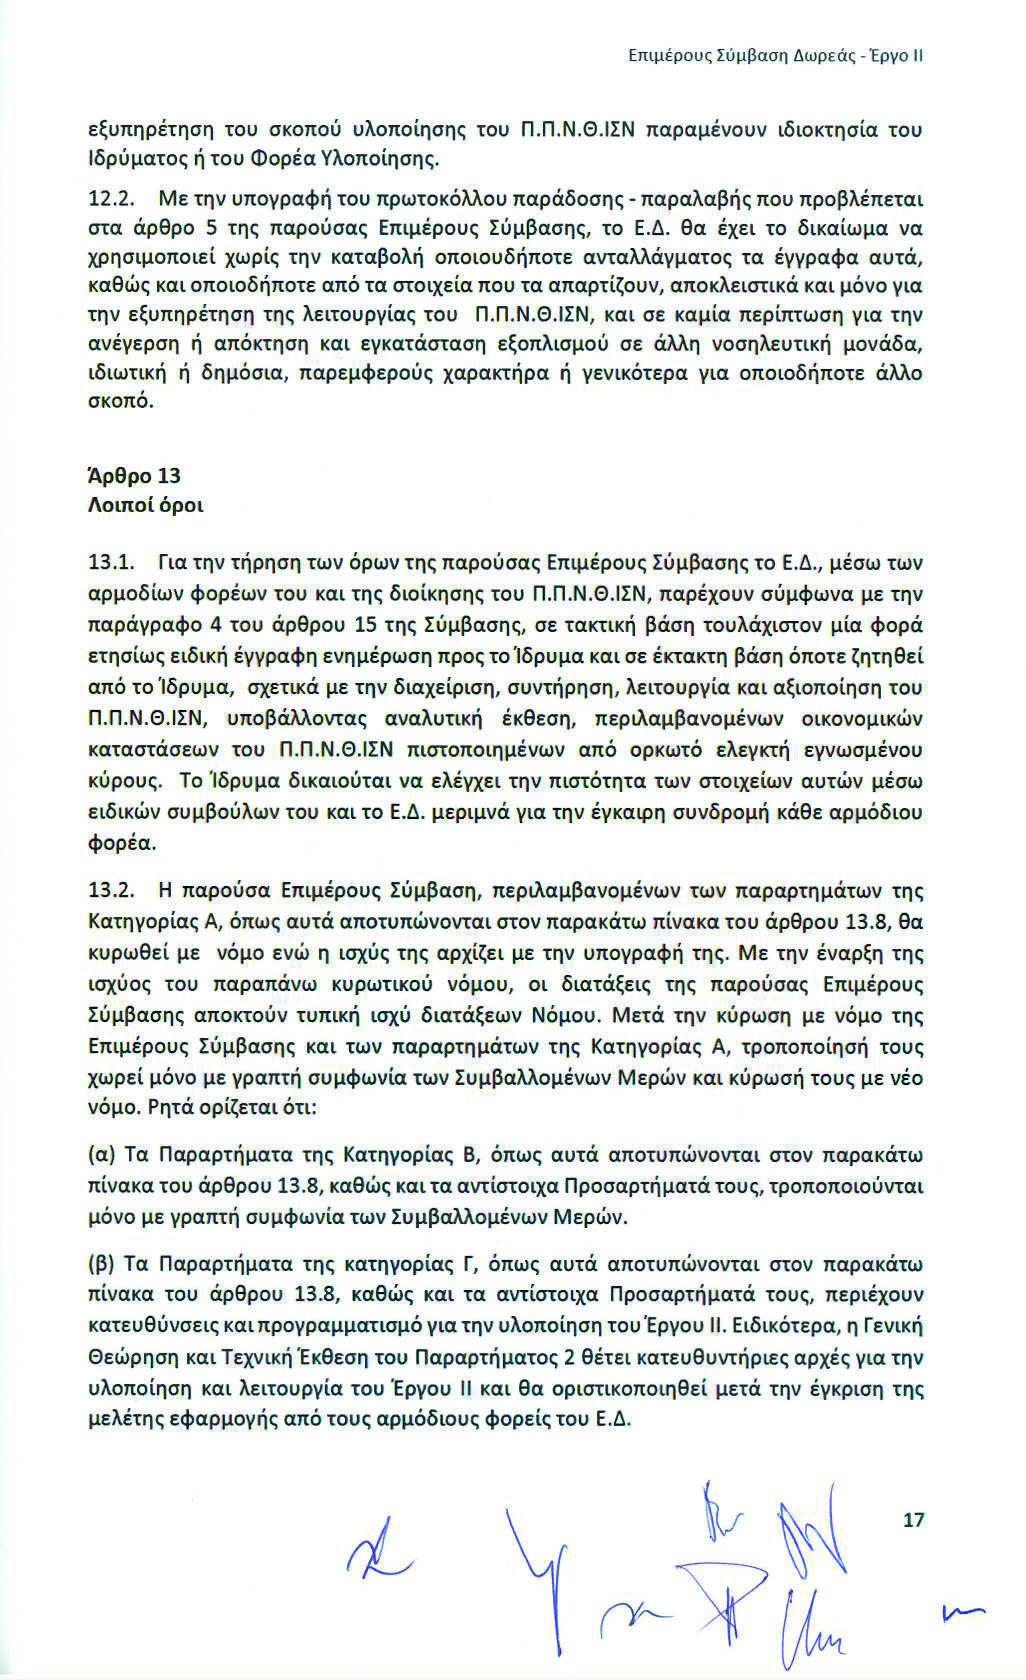 Επιμέρους Σύμβαση Δωρεάς - Έργο ΙΙ
εξυπηρέτηση του σκοπού υλοποίησης του Π.Π.Ν.Θ.ΙΣΝ παραμένουν ιδιοκτησία του
Ιδρύματος ή του Φορέα Υλοποίησης.
12.2. Με την υπογραφή του πρωτοκόλλου παράδοσης - παραλαβής που προβλέπεται
στα άρθρο 5 της παρούσας Επιμέρους Σύμβασης, το Ε.Δ. θα έχει το δικαίωμα να
χρησιμοποιεί χωρίς την καταβολή οποιουδήποτε ανταλλάγματος τα έγγραφα αυτά,
καθώς και οποιοδήποτε από τα στοιχεία που τα απαρτίζουν, αποκλειστικά και μόνο για
την εξυπηρέτηση της λειτουργίας του Π.Π.Ν.Θ.ΙΣΝ, και σε καμία περίπτωση για την
ανέγερση ή απόκτηση και εγκατάσταση εξοπλισμού σε άλλη νοσηλευτική μονάδα,
ιδιωτική ή δημόσια, παρεμφερούς χαρακτήρα ή γενικότερα για οποιοδήποτε άλλο
σκοπό.
Άρθρο 13
Λοιποί όροι
13.1. Για την τήρηση των όρων της παρούσας Επιμέρους Σύμβασης το Ε.Δ., μέσω των
αρμοδίων φορέων του και της διοίκησης του Π.Π.Ν.Θ.ΙΣΝ, παρέχουν σύμφωνα με την
παράγραφο 4 του άρθρου 15 της Σύμβασης, σε τακτική βάση τουλάχιστον μία φορά
ετησίως ειδική έγγραφη ενημέρωση προς το Ίδρυμα και σε έκτακτη βάση όποτε ζητηθεί
από το Ίδρυμα, σχετικά με την διαχείριση, συντήρηση, λειτουργία και αξιοποίηση του
Π.Π.Ν.Θ.ΙΣΝ, υποβάλλοντας αναλυτική έκθεση, περιλαμβανομένων οικονομικών
καταστάσεων του Π.Π.Ν.Θ.ΙΣΝ πιστοποιημένων από ορκωτό ελεγκτή εγνωσμένου
κύρους. Το Ίδρυμα δικαιούται να ελέγχει την πιστότητα των στοιχείων αυτών μέσω
ειδικών συμβούλων του και το Ε.Δ. μεριμνά για την έγκαιρη συνδρομή κάθε αρμόδιου
φορέα.
13.2. Η παρούσα Επιμέρους Σύμβαση, περιλαμβανομένων των παραρτημάτων της
Κατηγορίας Α, όπως αυτά αποτυπώνονται στον παρακάτω πίνακα του άρθρου 13.8, θα
κυρωθεί με νόμο ενώ η ισχύς της αρχίζει με την υπογραφή της. Με την έναρξη της
ισχύος του παραπάνω κυρωτικού νόμου, οι διατάξεις της παρούσας Επιμέρους
Σύμβασης αποκτούν τυπική ισχύ διατάξεων Νόμου. Μετά την κύρωση με νόμο της
Επιμέρους Σύμβασης και των παραρτημάτων της Κατηγορίας Α, τροποποίησή τους
χωρεί μόνο με γραπτή συμφωνία των Συμβαλλομένων Μερών και κύρωσή τους με νέο
νόμο. Ρητά ορίζεται ότι:
(α) Τα Παραρτήματα της Κατηγορίας Β, όπως αυτά αποτυπώνονται στον παρακάτω
πίνακα του άρθρου 13.8, καθώς και τα αντίστοιχα Προσαρτήματά τους, τροποποιούνται
μόνο με γραπτή συμφωνία των Συμβαλλομένων Μερών.
(β) Τα Παραρτήματα της κατηγορίας Γ, όπως αυτά αποτυπώνονται στον παρακάτω
πίνακα του άρθρου 13.8, καθώς και τα αντίστοιχα Προσαρτήματά τους, περιέχουν
κατευθύνσεις και προγραμματισμό για την υλοποίηση του Έργου ΙΙ. Ειδικότερα, η Γενική
Θεώρηση και Τεχνική Έκθεση του Παραρτήματος 2 θέτει κατευθυντήριες αρχές για την
υλοποίηση και λειτουργία του Έργου ΙΙ και θα οριστικοποιηθεί μετά την έγκριση της
μελέτης εφαρμογής από τους αρμόδιους φορείς του Ε.Δ.
17